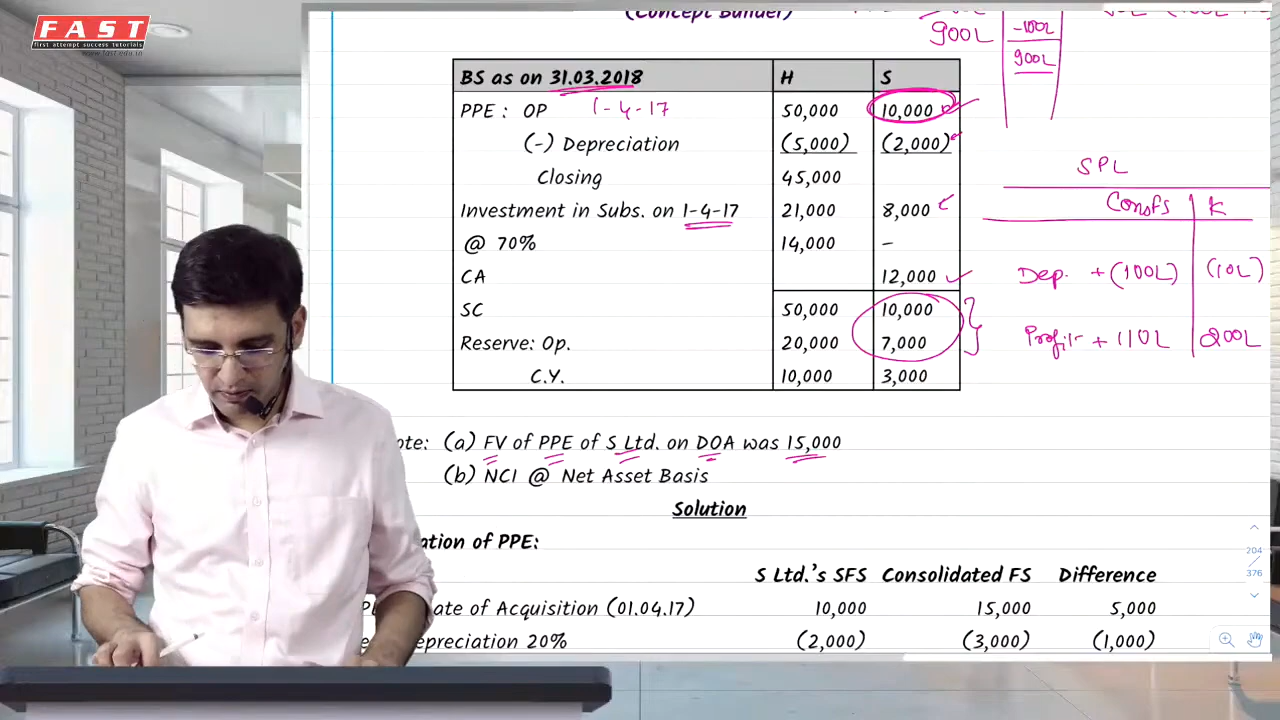 FAST
first attempt success tutorials
www.fast.edu.in
(Concept Builder)
900L
-100L
900L
BS as on 31.03.2018 H S
PPE : OP 1-4-17 50,000 10,000
(-) Depreciation (5,000) (2,000)
Closing 45,000
Investment in Subs. on 1-4-17 21,000 8,000
@ 70% 14,000 -
CA 12,000
SC 50,000 10,000
Reserve: Op. 20,000 7,000
C.Y. 10,000 3,000
SPL
ConsFS K
Dep. + (100L) (10L)
Profit + 110L 200L
ote: (a) FV of PPE of S Ltd. on DOA was 15,000
(b) NCI @ Net Asset Basis
Solution
ation of PPE:
S Ltd.'s SFS Consolidated FS Difference
ate of Acquisition (01.04.17) 10,000 15,000 5,000
epreciation 20% (2,000) (3,000) (1,000)
204
376